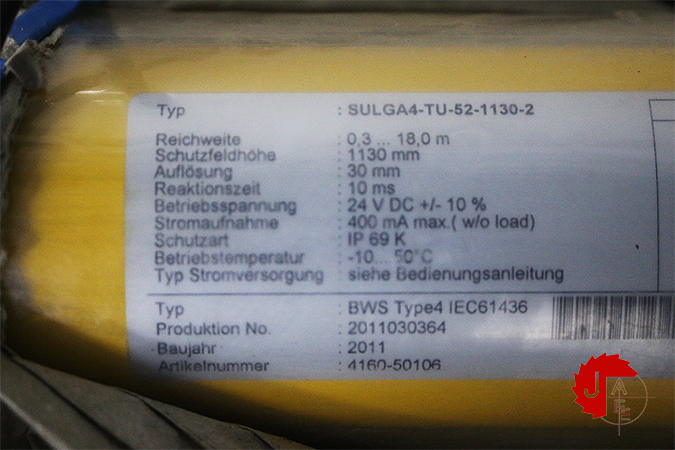 Typ : SULGA4-TU-52-1130-2
Reichweite : 0,3 ... 18,0 m
Schutzfeldhöhe : 1130 mm
Auflösung : 30 mm
Reaktionszeit : 10 ms
Betriebsspannung : 24 V DC +/- 10 %
Stromaufnahme : 400 mA max.( w/o load)
Schutzart : IP 69 K
Betriebstemperatur : -10... 50°C
Typ Stromversorgung : siehe Bedienungsanleitung
Typ : BWS Type4 IEC61436
Produktion No. : 2011030364
Baujahr : 2011
Artikelnummer : 4160-50106
J